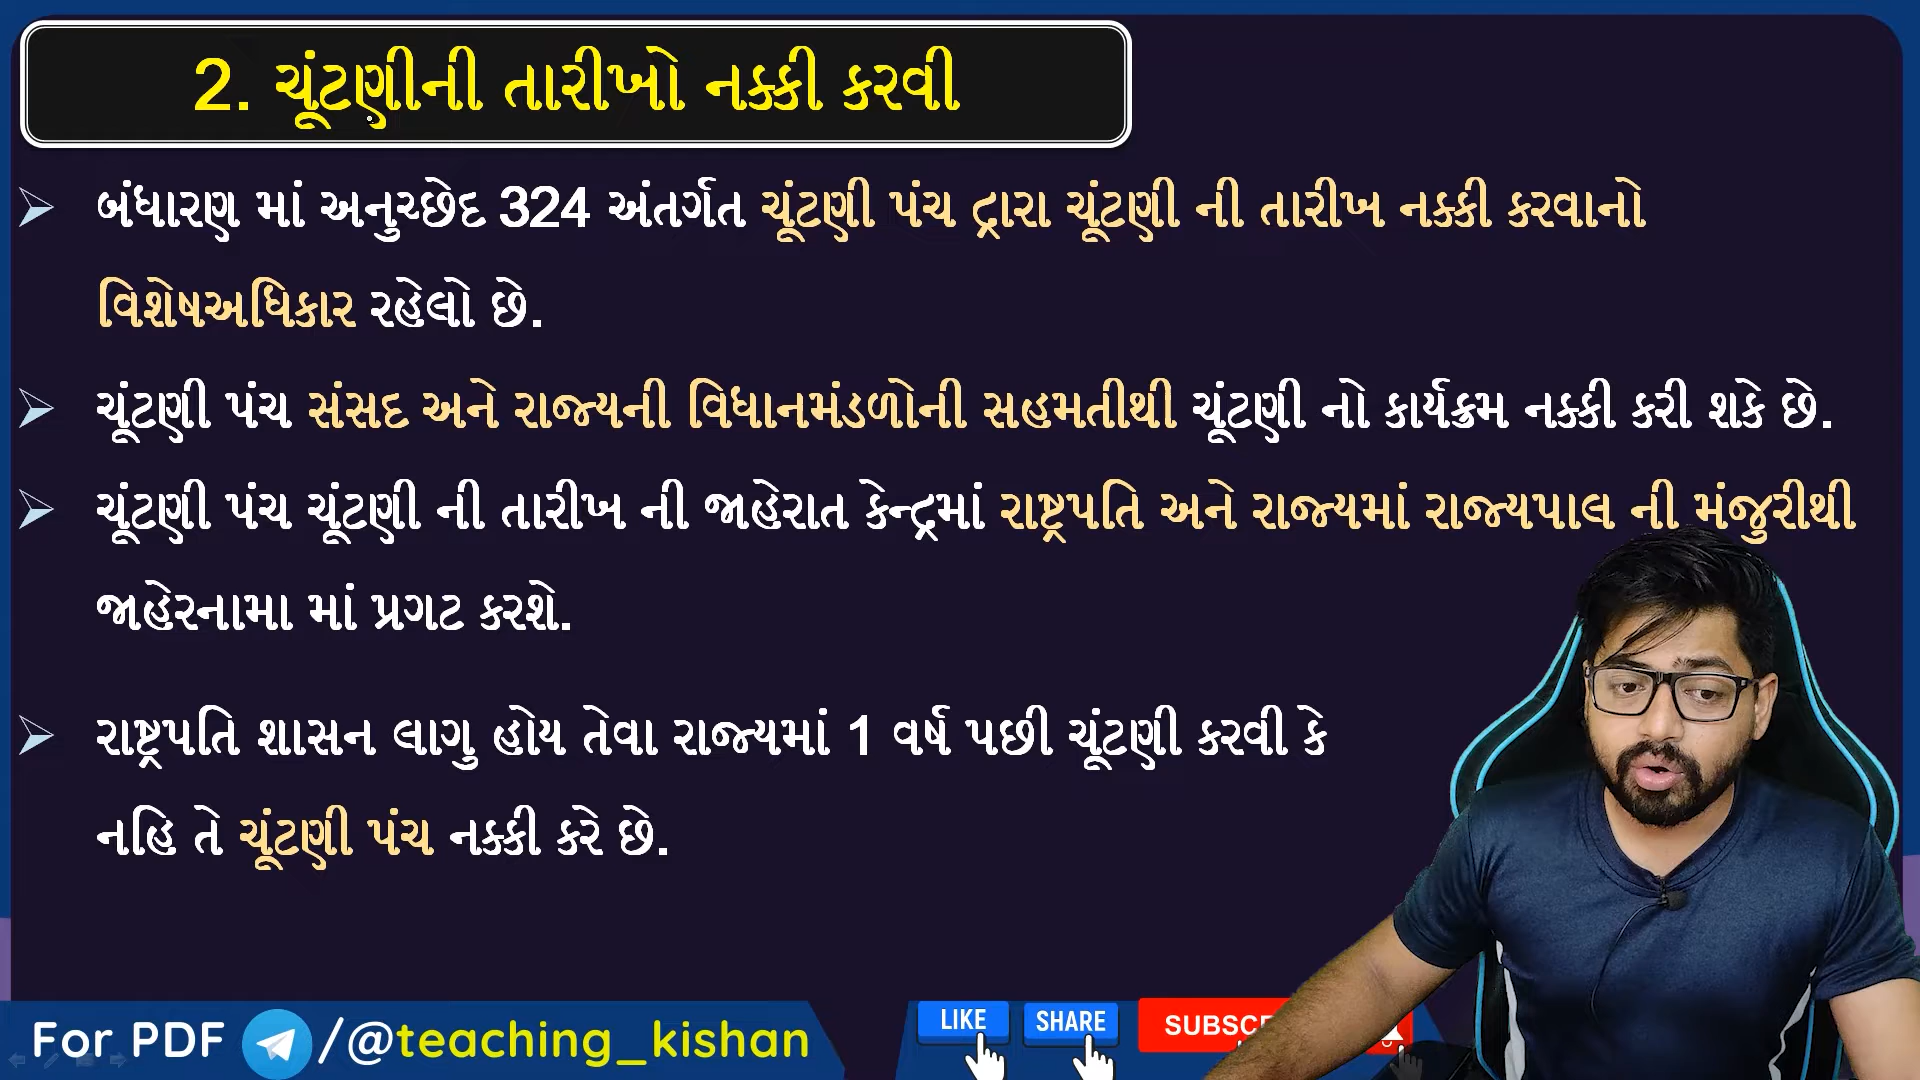 2. ચૂંટણીની તારીખો નક્કી કરવી
બંધારણ માં અનુચ્છેદ 324 અંતર્ગત ચૂંટણી પંચ દ્રારા ચૂંટણી ની તારીખ નક્કી કરવાનો
વિશેષઅધિકાર રહેલો છે.
ચૂંટણી પંચ સંસદ અને રાજ્યની વિધાનમંડળોની સહમતીથી ચૂંટણી નો કાર્યક્રમ નક્કી કરી શકે છે.
ચૂંટણી પંચ ચૂંટણી ની તારીખ ની જાહેરાત કેન્દ્રમાં રાષ્ટ્રપતિ અને રાજ્યમાં રાજ્યપાલ ની મંજુરીથી
જાહેરનામા માં પ્રગટ કરશે.
રાષ્ટ્રપતિ શાસન લાગુ હોય તેવા રાજ્યમાં 1 વર્ષ પછી ચૂંટણી કરવી કે
નહિ તે ચૂંટણી પંચ નક્કી કરે છે.
For PDF /@teaching_kishan LIKE SHARE